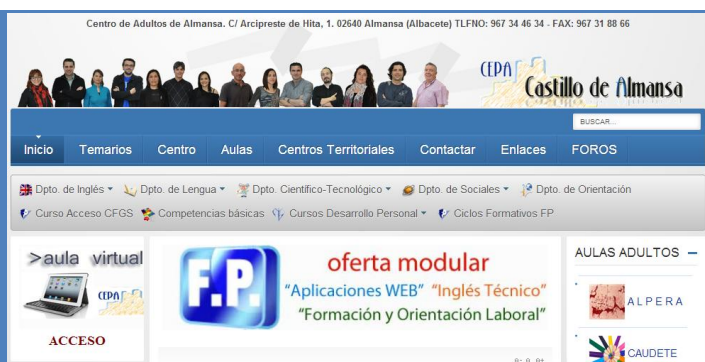 Centro de Adultos de Almansa. C/ Arcipreste de Hita, 1. 02640 Almansa (Albacete) TLFNO: 967 34 46 34 - FAX: 967 31 88 66
CEPA
Castillo de Almansa
BUSCAR...
Inicio Temarios Centro Aulas Centros Territoriales Contactar Enlaces FOROS
Dpto. de Inglés Dpto. de Lengua Dpto. Científico-Tecnológico Dpto. de Sociales Dpto. de Orientación
Curso Acceso CFGS Competencias básicas Cursos Desarrollo Personal Ciclos Formativos FP
>aula virtual
CEPA
ACCESO
F.P.
oferta modular
"Aplicaciones WEB" "Inglés Técnico"
"Formación y Orientación Laboral"
AULAS ADULTOS
ALPERA
CAUDETE